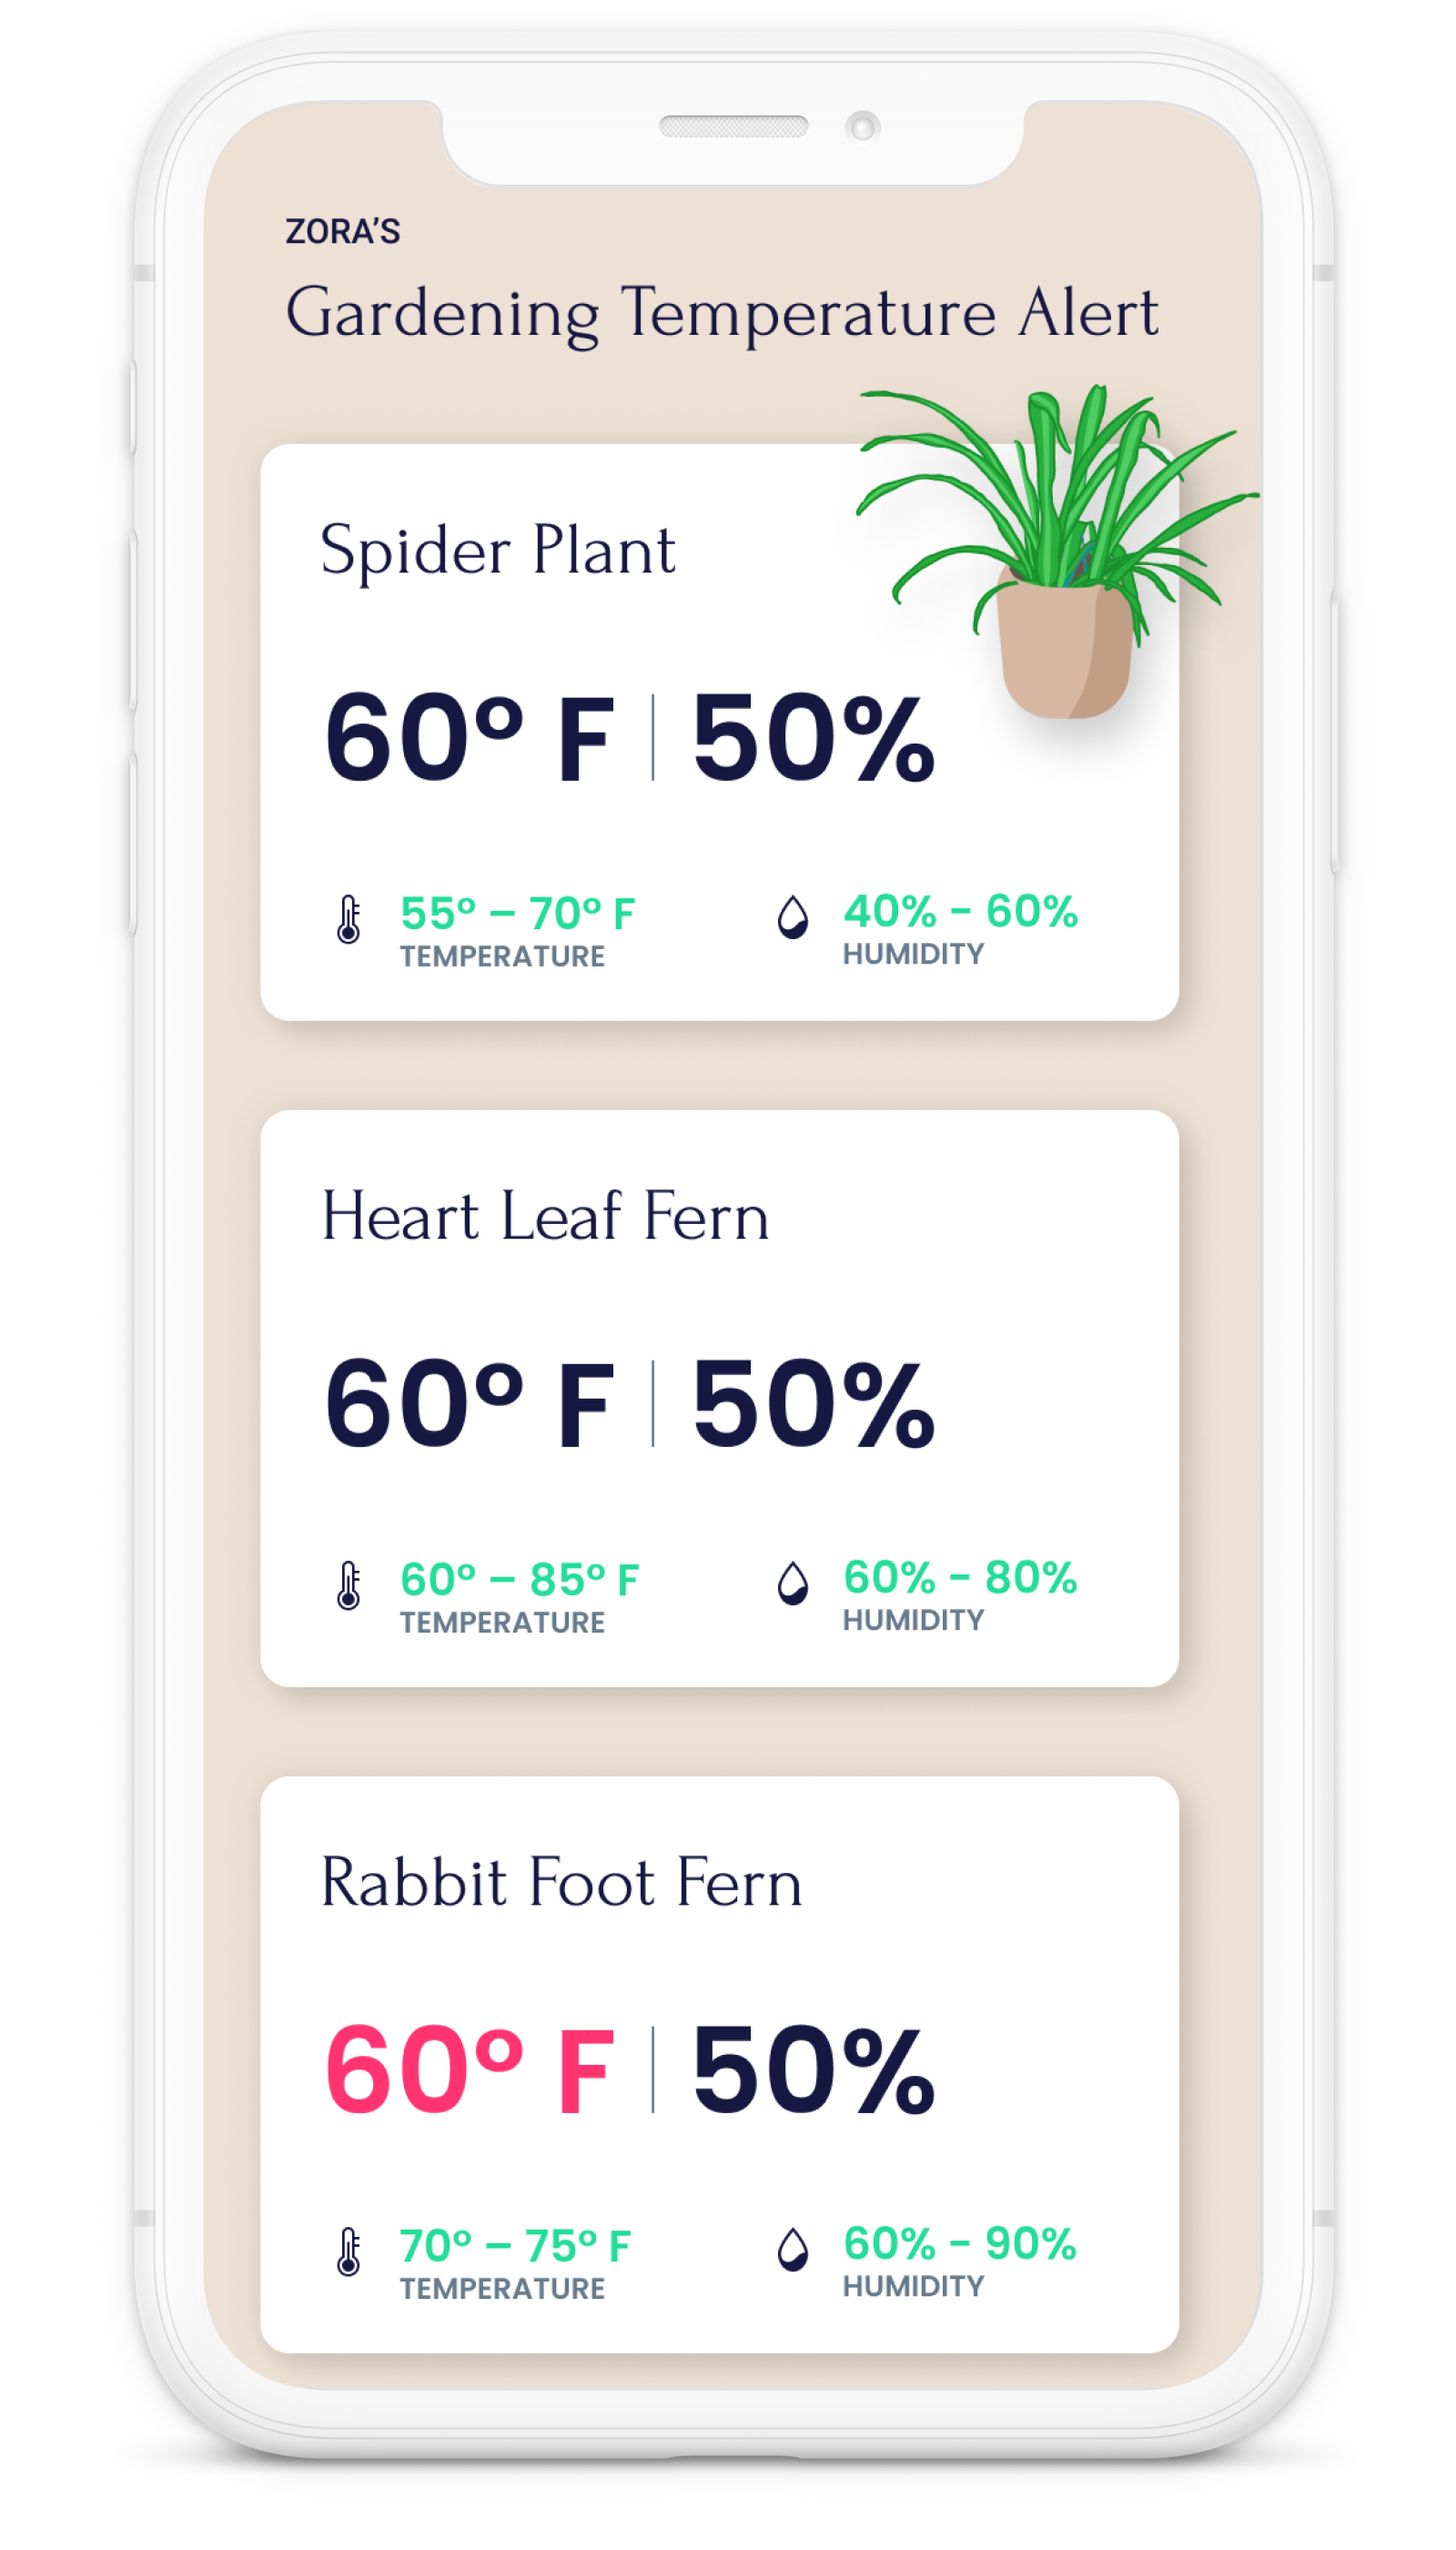 ZORA’S
Gardening Temperature Alert
Spider Plant
60° F | 50%
55° – 70° F
TEMPERATURE
40% - 60%
HUMIDITY
Heart Leaf Fern
60° F | 50%
60° – 85° F
TEMPERATURE
60% - 80%
HUMIDITY
Rabbit Foot Fern
60° F | 50%
70° – 75° F
TEMPERATURE
60% - 90%
HUMIDITY